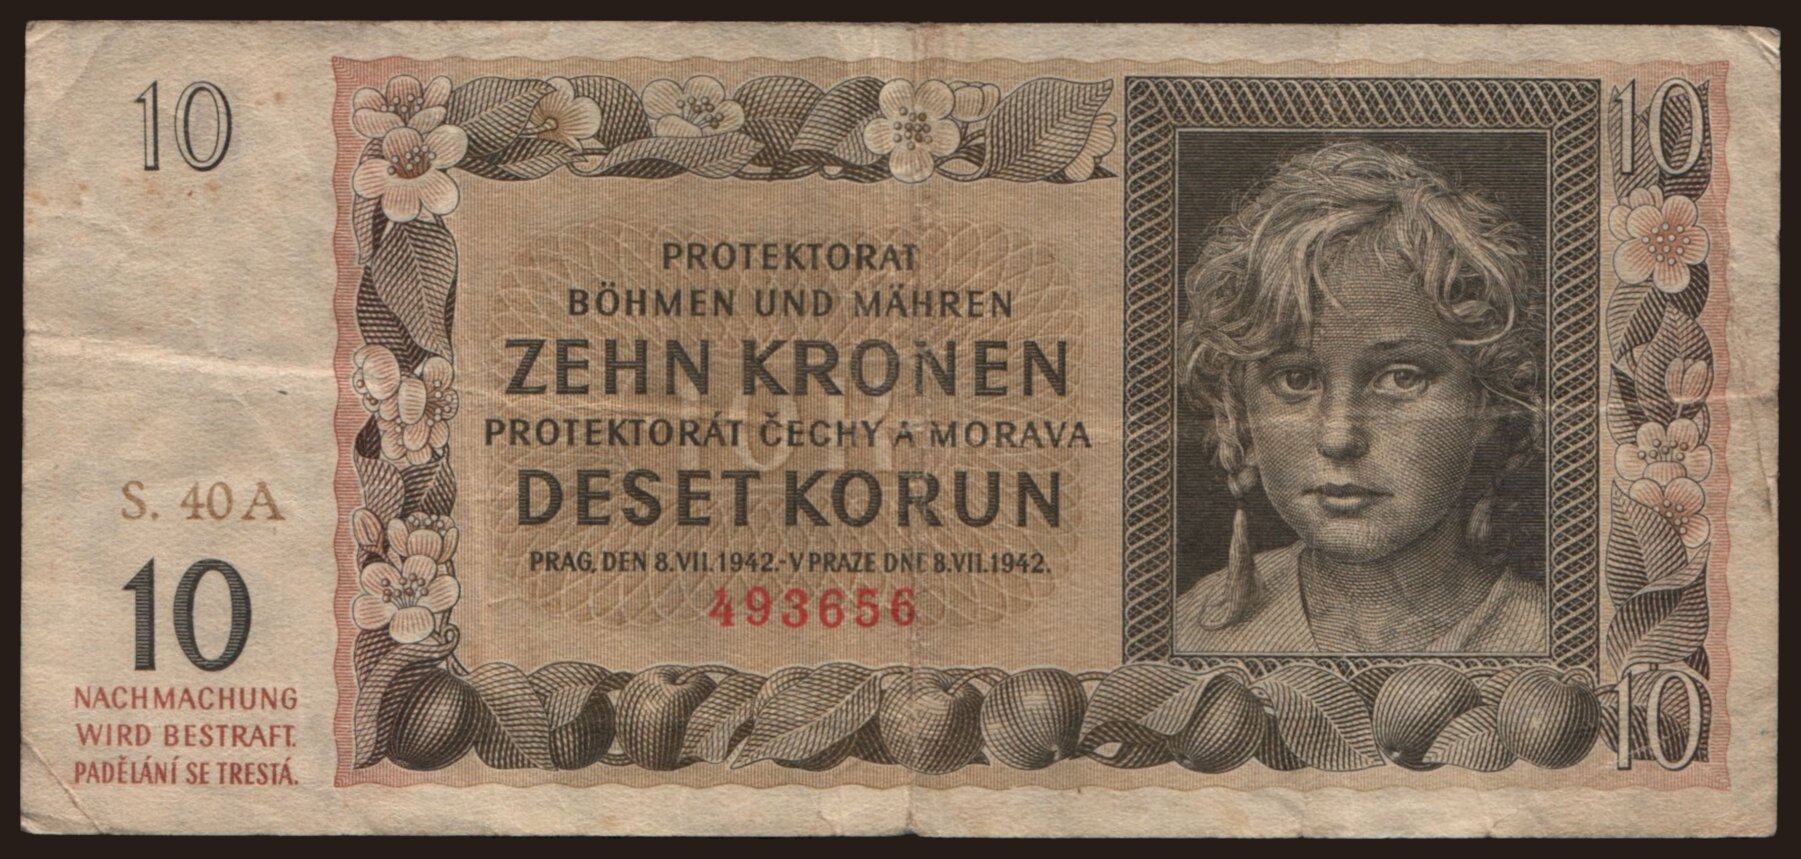 10
S. 40 A
10
NACHMACHUNG
WIRD BESTRAFT.
PADĚLÁNÍ SE TRESTÁ.
PROTEKTORAT
BÖHMEN UND MÄHREN
ZEHN KRONEN
PROTEKTORÁT ČECHY A MORAVA
DESET KORUN
PRAG, DEN 8.VII.1942.-V PRAZE DNE 8.VII.1942.
493656
10
10